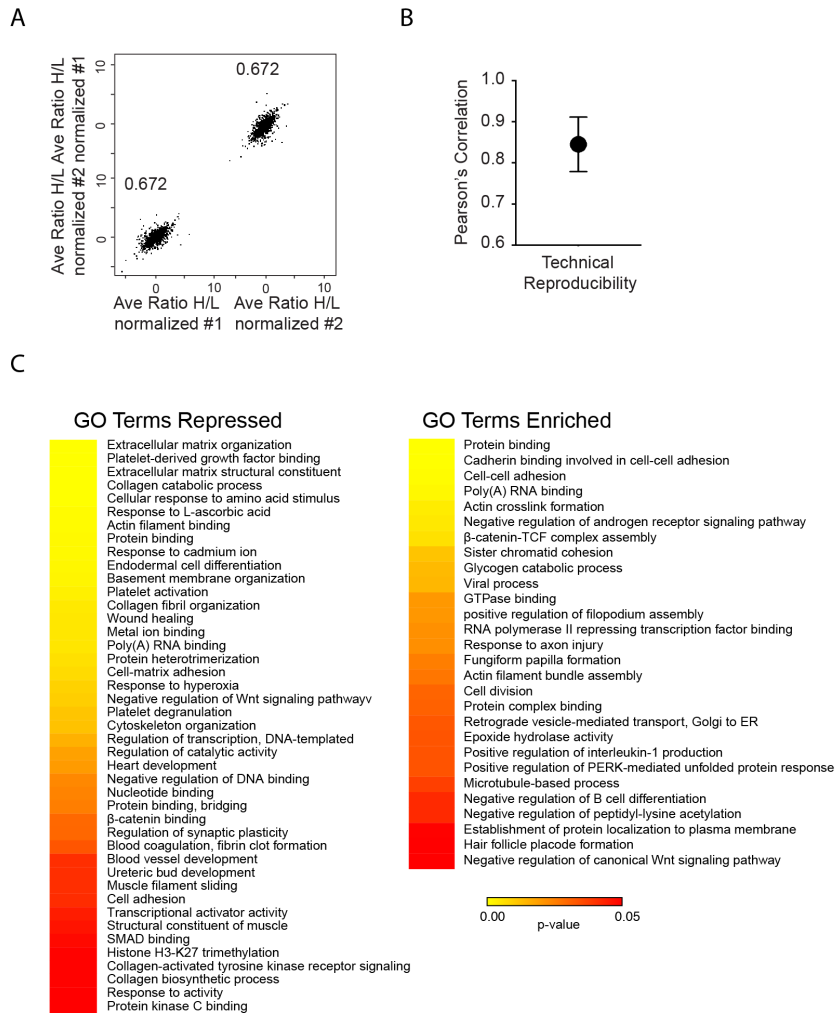 A
Ave Ratio H/L
normalized #1
Ave Ratio H/L
normalized #2
10
0
10
0
0.672
0.672
0
10
0
10
Ave Ratio H/L
normalized #1
Ave Ratio H/L
normalized #2
B
Pearson's Correlation
1.0
0.9
0.8
0.7
0.6
Technical
Reproducibility
C
GO Terms Repressed
Extracellular matrix organization
Platelet-derived growth factor binding
Extracellular matrix structural constituent
Collagen catabolic process
Cellular response to amino acid stimulus
Response to L-ascorbic acid
Actin filament binding
Protein binding
Response to cadmium ion
Endodermal cell differentiation
Basement membrane organization
Platelet activation
Collagen fibril organization
Wound healing
Metal ion binding
Poly(A) RNA binding
Protein heterotrimerization
Cell-matrix adhesion
Response to hyperoxia
Negative regulation of Wnt signaling pathwayv
Platelet degranulation
Cytoskeleton organization
Regulation of transcription, DNA-templated
Regulation of catalytic activity
Heart development
Negative regulation of DNA binding
Nucleotide binding
Protein binding, bridging
β-catenin binding
Regulation of synaptic plasticity
Blood coagulation, fibrin clot formation
Blood vessel development
Ureteric bud development
Muscle filament sliding
Cell adhesion
Transcriptional activator activity
Structural constituent of muscle
SMAD binding
Histone H3-K27 trimethylation
Collagen-activated tyrosine kinase receptor signaling
Collagen biosynthetic process
Response to activity
Protein kinase C binding
GO Terms Enriched
Protein binding
Cadherin binding involved in cell-cell adhesion
Cell-cell adhesion
Poly(A) RNA binding
Actin crosslink formation
Negative regulation of androgen receptor signaling pathway
β-catenin-TCF complex assembly
Sister chromatid cohesion
Glycogen catabolic process
Viral process
GTPase binding
positive regulation of filopodium assembly
RNA polymerase II repressing transcription factor binding
Response to axon injury
Fungiform papilla formation
Actin filament bundle assembly
Cell division
Protein complex binding
Retrograde vesicle-mediated transport, Golgi to ER
Epoxide hydrolase activity
Positive regulation of interleukin-1 production
Positive regulation of PERK-mediated unfolded protein response
Microtubule-based process
Negative regulation of B cell differentiation
Negative regulation of peptidyl-lysine acetylation
Establishment of protein localization to plasma membrane
Hair follicle placode formation
Negative regulation of canonical Wnt signaling pathway
0.00
0.05
p-value